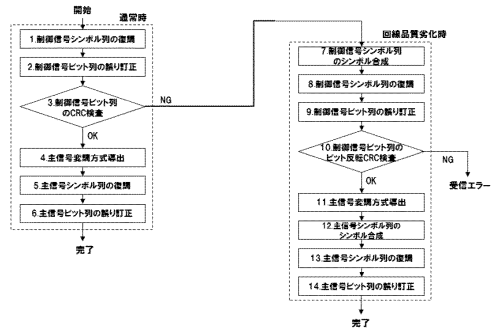 開始
通常時
1.制御信号シンボル列の復調
2.制御信号ビット列の誤り訂正
3.制御信号ビット列
のCRC検査
NG
OK
4.主信号変調方式導出
5.主信号シンボル列の復調
6.主信号ビット列の誤り訂正
完了
回線品質劣化時
7.制御信号シンボル列
のシンボル合成
8.制御信号シンボル列の復調
9.制御信号ビット列の誤り訂正
10.制御信号ビット列の
ビット反転CRC検査
NG
OK
受信エラー
11.主信号変調方式導出
12.主信号シンボル列の
シンボル合成
13.主信号シンボル列の復調
14.主信号ビット列の誤り訂正
完了